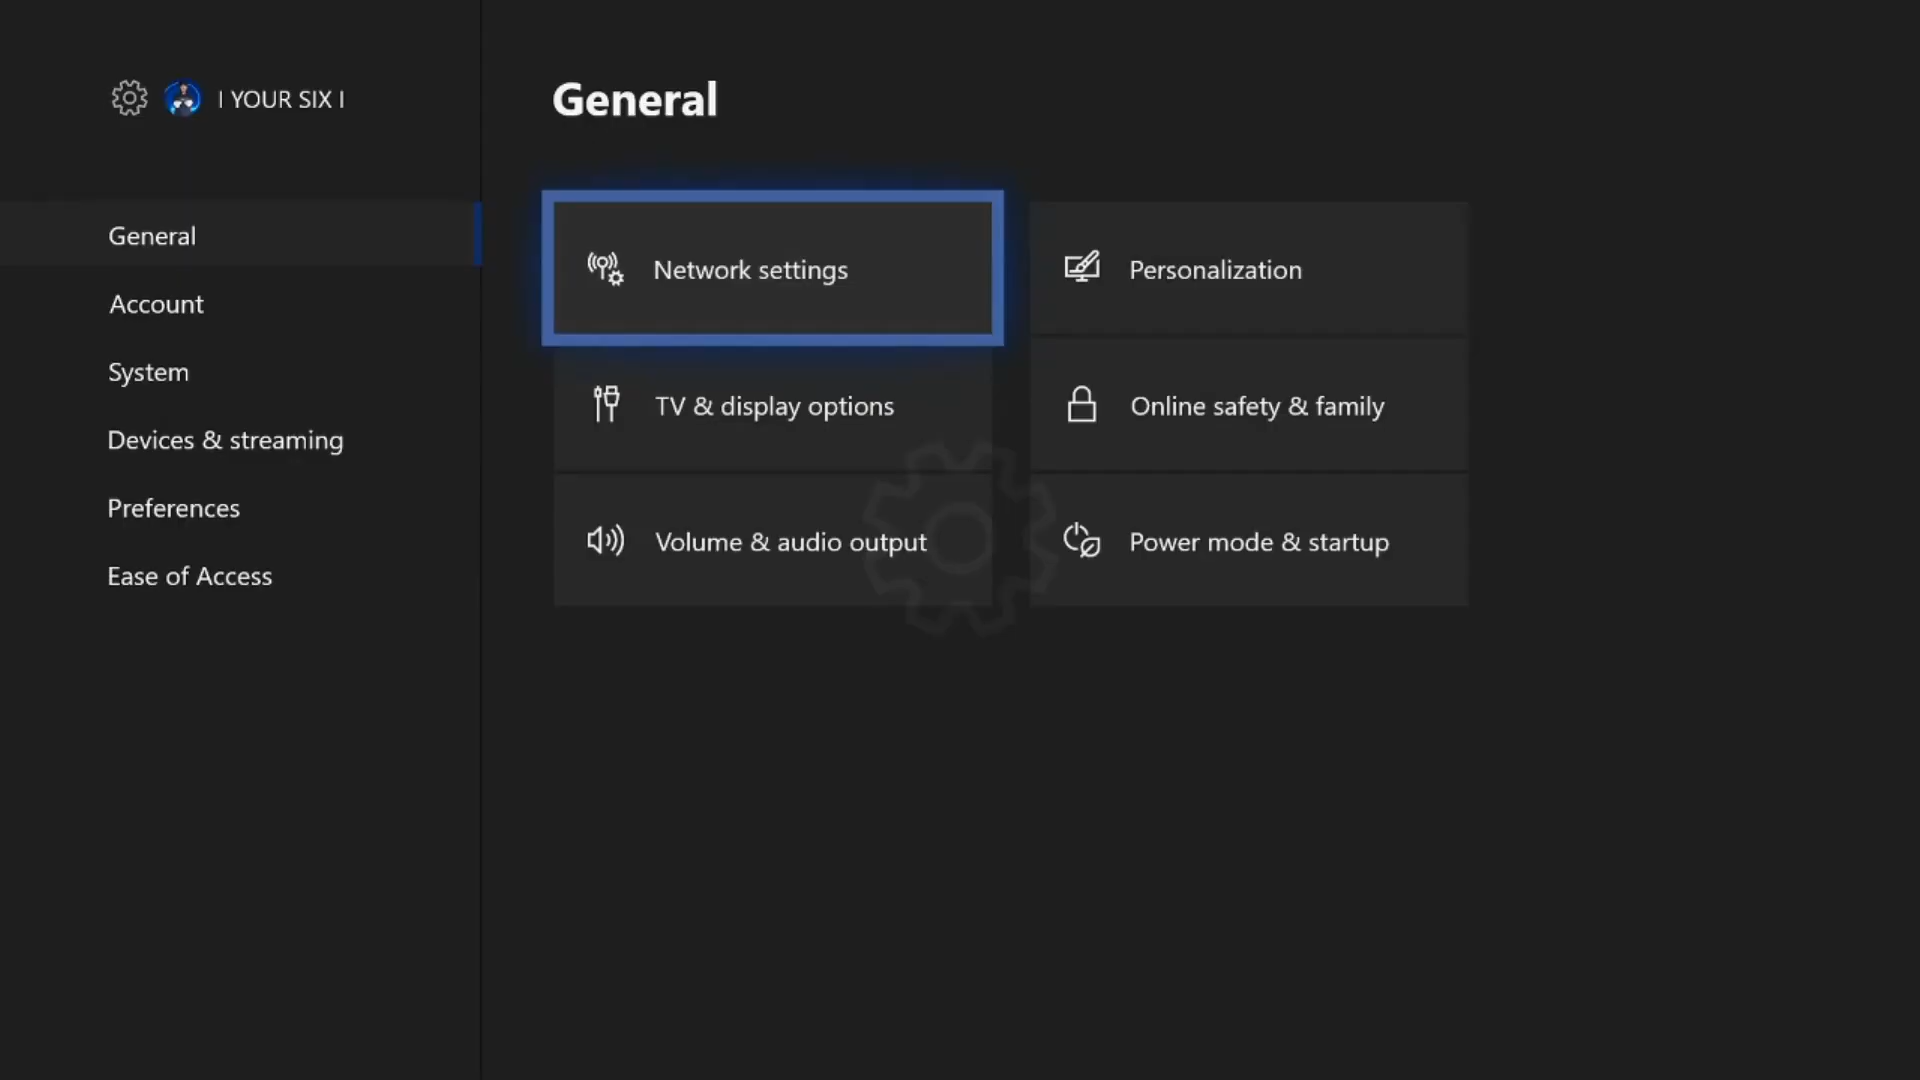 I YOUR SIX I
General
Account
System
Devices & streaming
Preferences
Ease of Access
General
Network settings
Personalization
TV & display options
Online safety & family
Volume & audio output
Power mode & startup